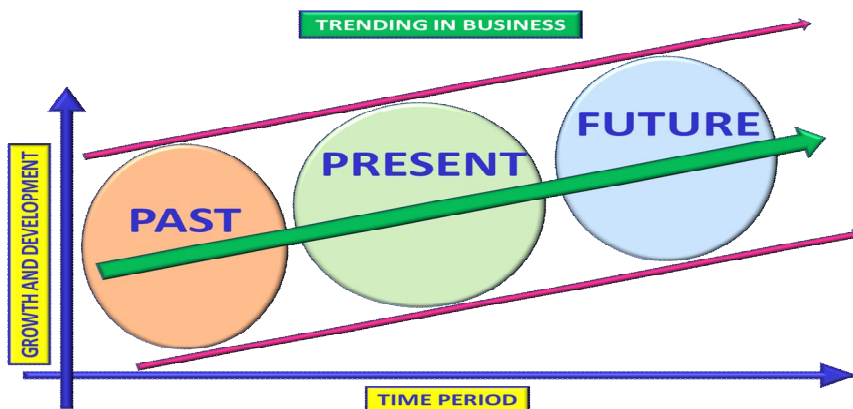 TRENDING IN BUSINESS
GROWTH AND DEVELOPMENT
PAST
PRESENT
FUTURE
TIME PERIOD